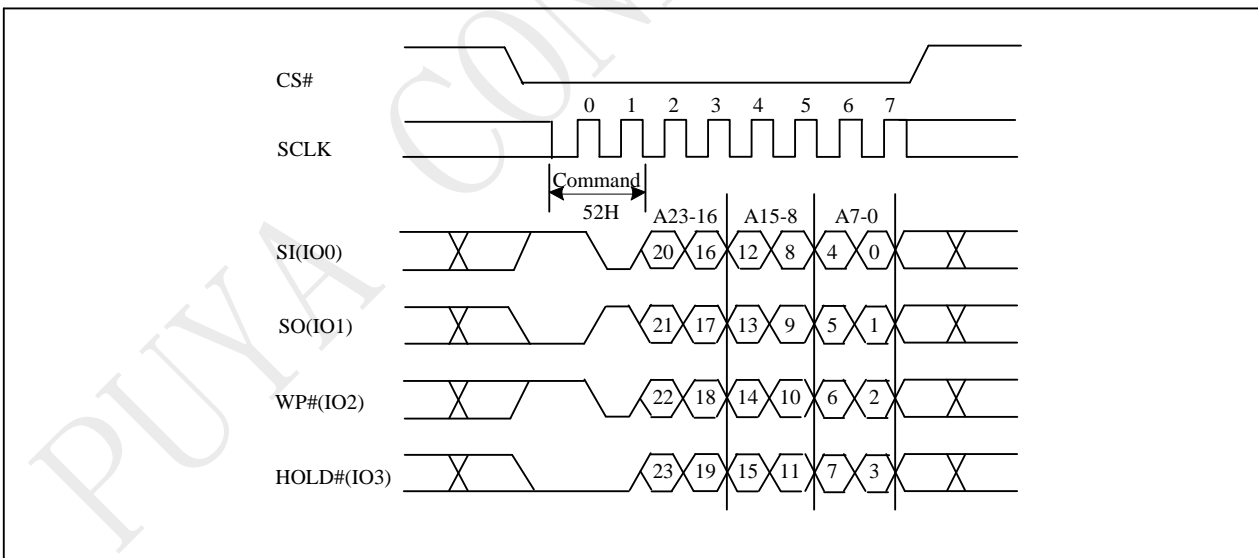 PUYA CON
CS#
0 1 2 3 4 5 6 7
SCLK
Command
52H
A23-16 A15-8 A7-0
SI(IO0) 20 16 12 8 4 0
SO(IO1) 21 17 13 9 5 1
WP#(IO2) 22 18 14 10 6 2
HOLD#(IO3) 23 19 15 11 7 3